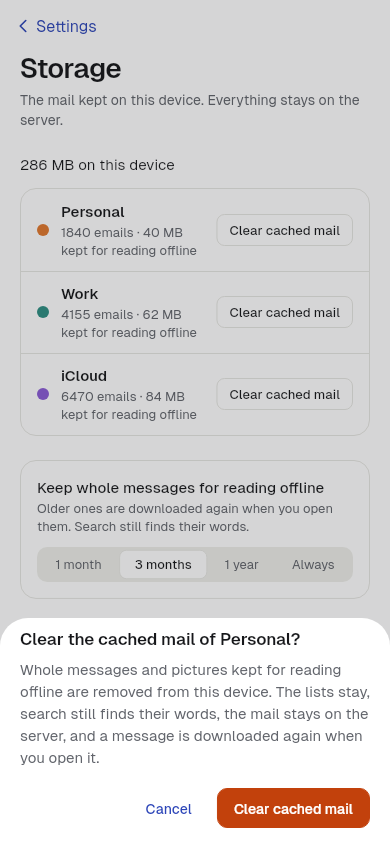 Settings
Storage
The mail kept on this device. Everything stays on the
server.
286 MB on this device
Personal
1840 emails · 40 MB
kept for reading offline
Clear cached mail
Work
4155 emails · 62 MB
kept for reading offline
Clear cached mail
iCloud
6470 emails · 84 MB
kept for reading offline
Clear cached mail
Keep whole messages for reading offline
Older ones are downloaded again when you open
them. Search still finds their words.
1 month 3 months 1 year Always
Clear the cached mail of Personal?
Whole messages and pictures kept for reading
offline are removed from this device. The lists stay,
search still finds their words, the mail stays on the
server, and a message is downloaded again when
you open it.
Cancel Clear cached mail